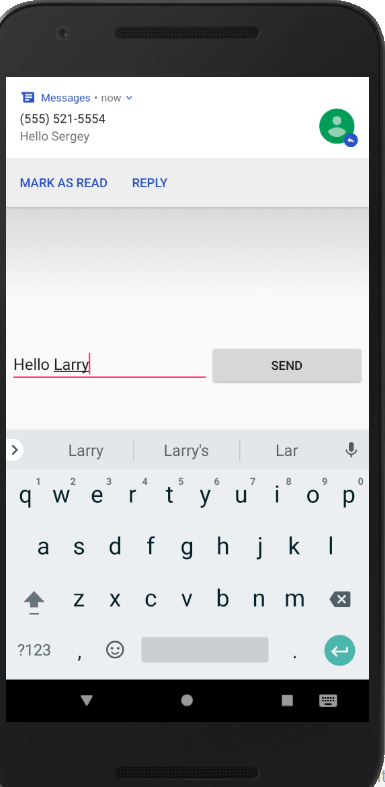 Messages • now
(555) 521-5554
Hello Sergey
MARK AS READ REPLY
Hello Larry SEND
Larry Larry's Lar
1 2 3 4 5 6 7 8 9 0
q w e r t y u i o p
a s d f g h j k l
z x c v b n m
?123 , .